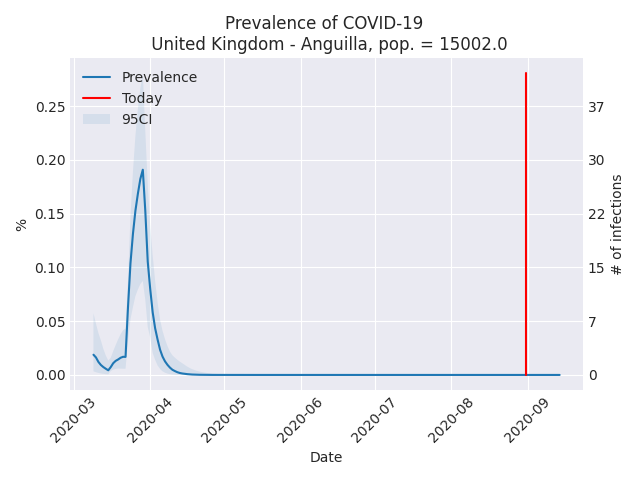 Prevalence of COVID-19
United Kingdom - Anguilla, pop. = 15002.0
Prevalence
Today
95CI
%
0.25
0.20
0.15
0.10
0.05
0.00
37
30
22
15
7
0
# of infections
2020-03
2020-04
2020-05
2020-06
2020-07
2020-08
2020-09
Date